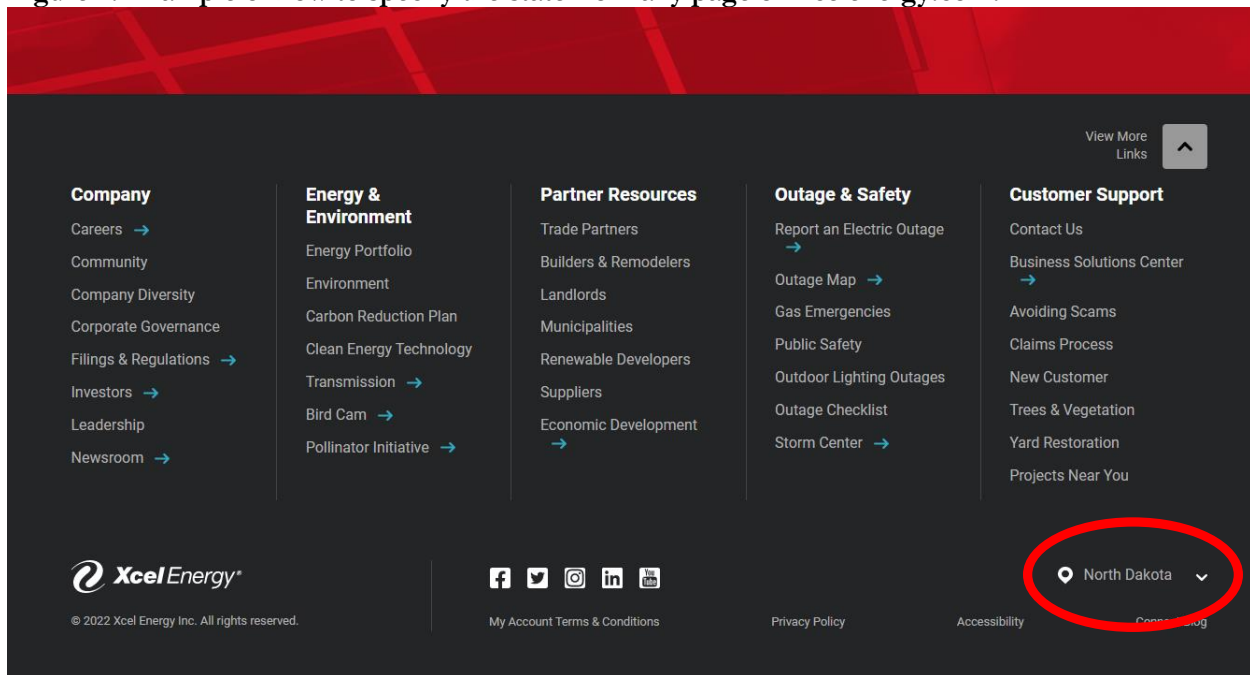 View More
Links
Company
Careers →
Community
Company Diversity
Corporate Governance
Filings & Regulations →
Investors →
Leadership
Newsroom →
Energy &
Environment
Energy Portfolio
Environment
Carbon Reduction Plan
Clean Energy Technology
Transmission →
Bird Cam →
Pollinator Initiative →
Partner Resources
Trade Partners
Builders & Remodelers
Landlords
Municipalities
Renewable Developers
Suppliers
Economic Development
→
Outage & Safety
Report an Electric Outage
→
Outage Map →
Gas Emergencies
Public Safety
Outdoor Lighting Outages
Outage Checklist
Storm Center →
Customer Support
Contact Us
Business Solutions Center
→
Avoiding Scams
Claims Process
New Customer
Trees & Vegetation
Yard Restoration
Projects Near You
Xcel Energy®
You
Tube
North Dakota
© 2022 Xcel Energy Inc. All rights reserved.
My Account Terms & Conditions
Privacy Policy
Accessibility